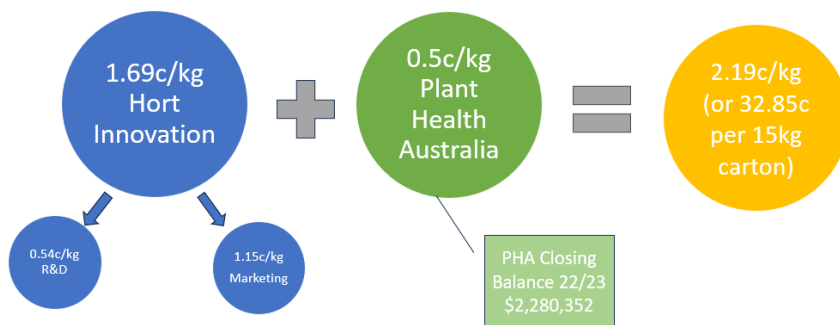 1.69c/kg
Hort
Innovation
0.5c/kg
Plant
Health
Australia
2.19c/kg
(or 32.85c
per 15kg
carton)
0.54c/kg
R&D
1.15c/kg
Marketing
PHA Closing
Balance 22/23
$2,280,352